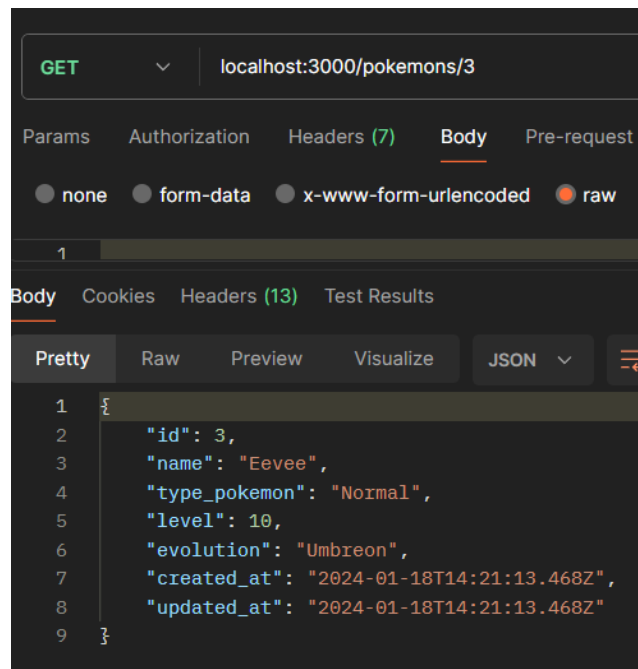 GET localhost:3000/pokemons/3
Params Authorization Headers (7) Body Pre-request
none form-data x-www-form-urlencoded raw
1
Body Cookies Headers (13) Test Results
Pretty Raw Preview Visualize JSON
1 {
2 "id": 3,
3 "name": "Eevee",
4 "type_pokemon": "Normal",
5 "level": 10,
6 "evolution": "Umbreon",
7 "created_at": "2024-01-18T14:21:13.468Z",
8 "updated_at": "2024-01-18T14:21:13.468Z"
9 }